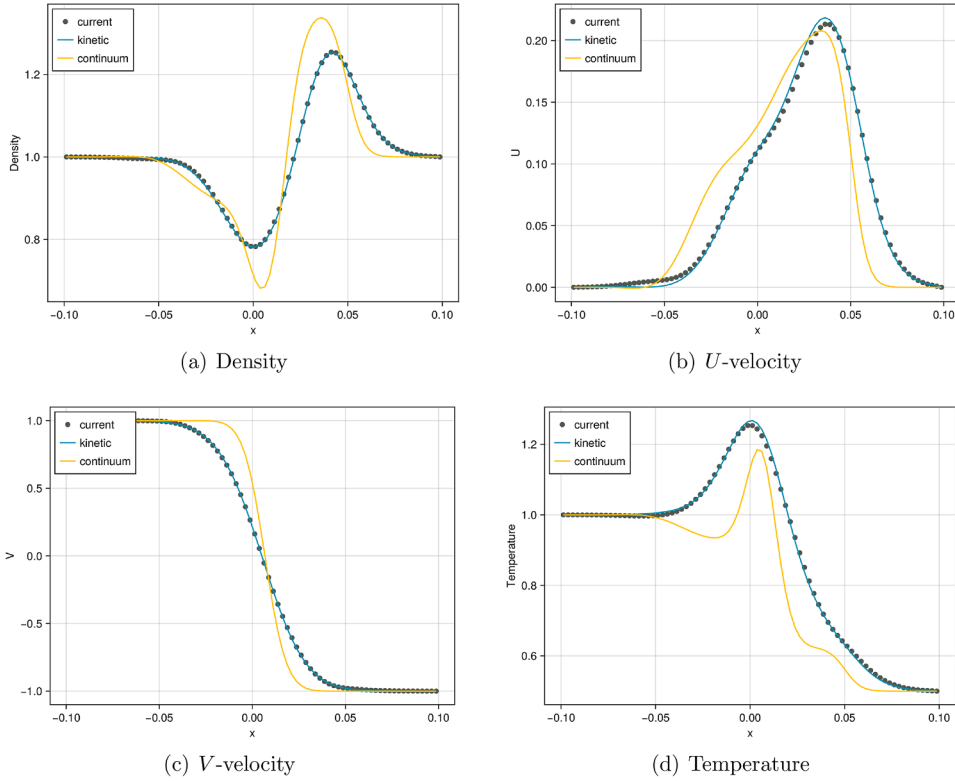 current
kinetic
continuum
1.2
1.0
0.8
Density
−0.10
−0.05
0.00
0.05
0.10
x
(a) Density
current
kinetic
continuum
0.20
0.15
0.10
0.05
0.00
U
−0.10
−0.05
0.00
0.05
0.10
x
(b) U-velocity
current
kinetic
continuum
1.0
0.5
0.0
−0.5
−1.0
V
−0.10
−0.05
0.00
0.05
0.10
x
(c) V-velocity
current
kinetic
continuum
1.2
1.0
0.8
0.6
Temperature
−0.10
−0.05
0.00
0.05
0.10
x
(d) Temperature